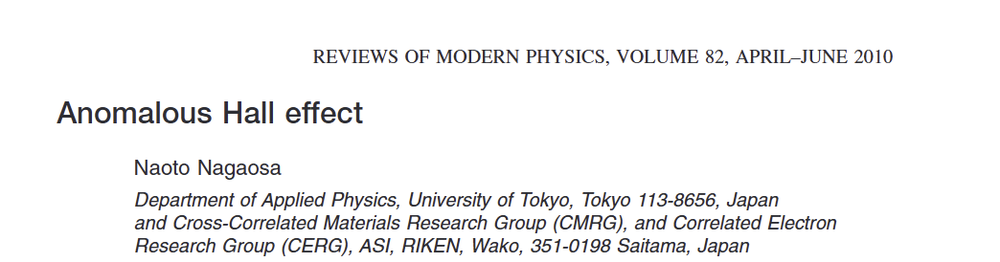 REVIEWS OF MODERN PHYSICS, VOLUME 82, APRIL–JUNE 2010
Anomalous Hall effect
Naoto Nagaosa
Department of Applied Physics, University of Tokyo, Tokyo 113-8656, Japan
and Cross-Correlated Materials Research Group (CMRG), and Correlated Electron
Research Group (CERG), ASI, RIKEN, Wako, 351-0198 Saitama, Japan